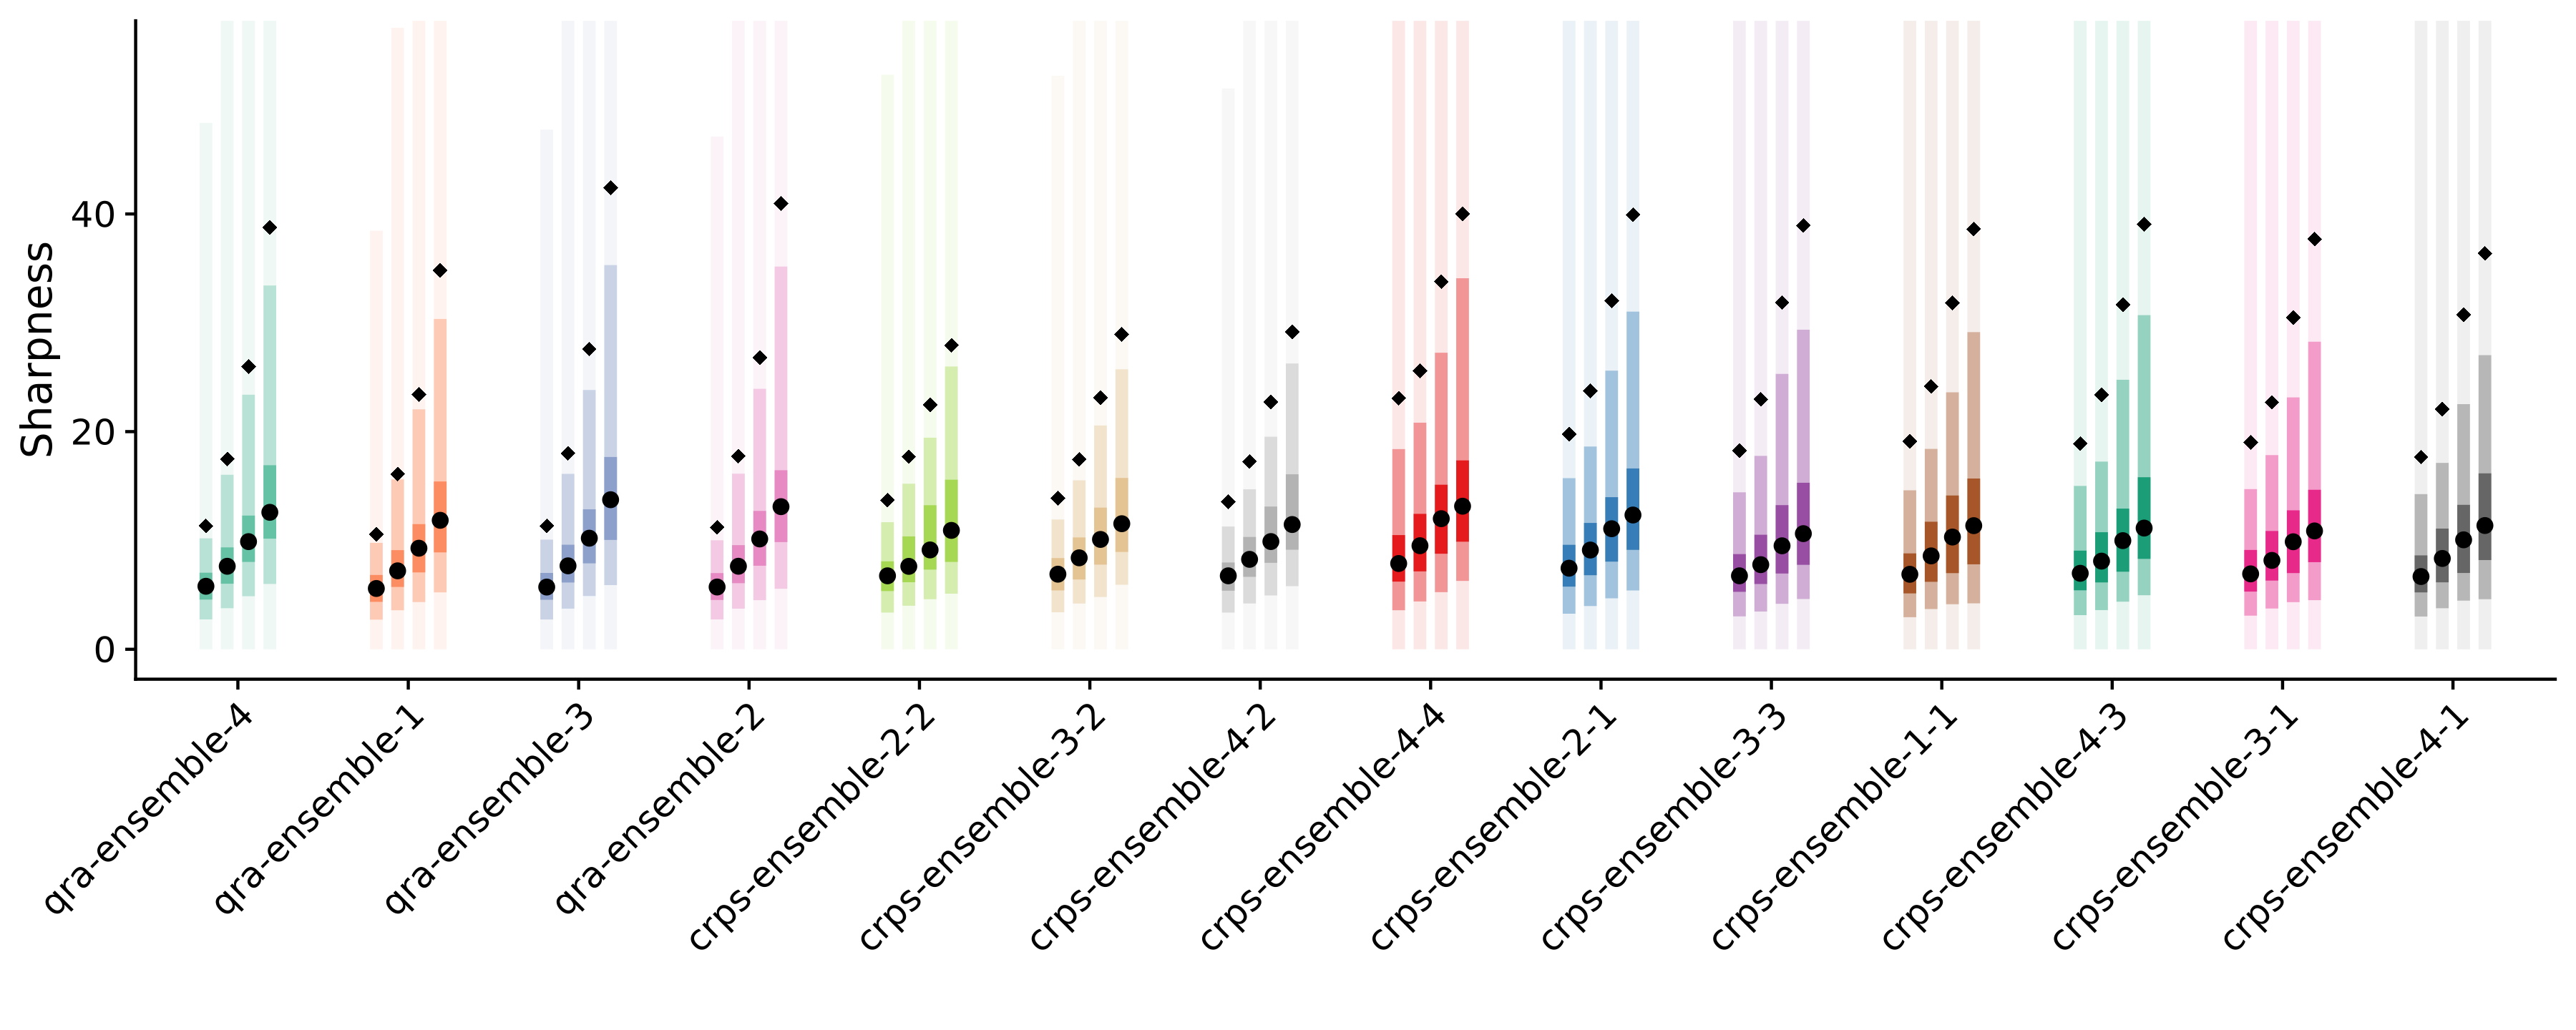 Sharpness
40
20
0
qra-ensemble-4
qra-ensemble-1
qra-ensemble-3
qra-ensemble-2
crps-ensemble-2-2
crps-ensemble-3-2
crps-ensemble-4-2
crps-ensemble-4-4
crps-ensemble-2-1
crps-ensemble-3-3
crps-ensemble-1-1
crps-ensemble-4-3
crps-ensemble-3-1
crps-ensemble-4-1